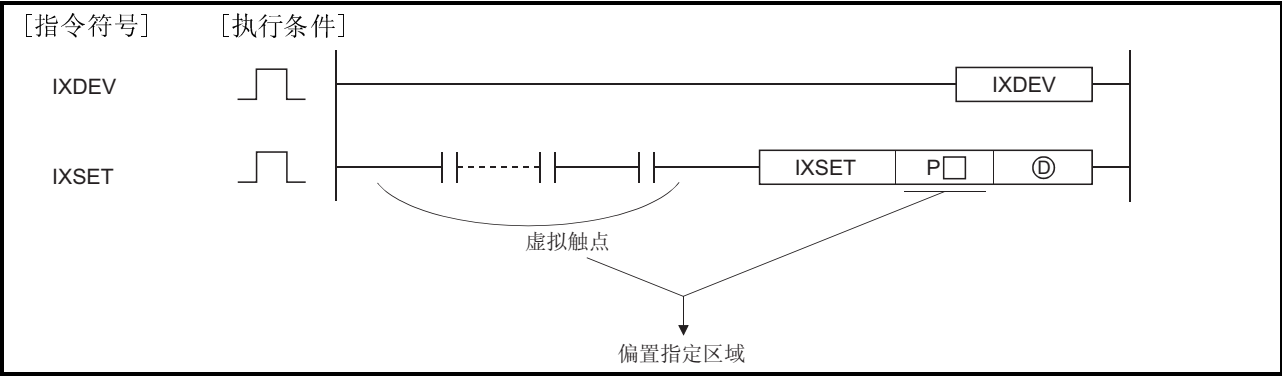 [指令符号] [执行条件]
IXDEV IXDEV
IXSET IXSET P□ Ⓓ
虚拟触点
偏置指定区域